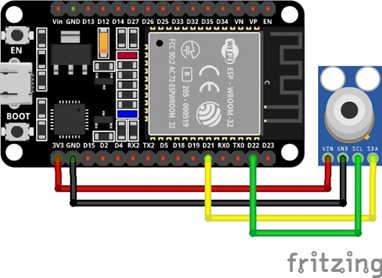 Vin GND D13 D12 D14 D27 D26 D25 D33 D32 D35 D34 VN VP EN
EN
BOOT
WiFi
ESP - WROOM-32
CE
FCC ID: 2AC7Z-ESPWROOM32
R
205-000519
3V3 GND D15 D2 D4 RX2 TX2 D5 D18 D19 D21 RX0 TX0 D22 D23
VIN GND SCL SDA
fritzing